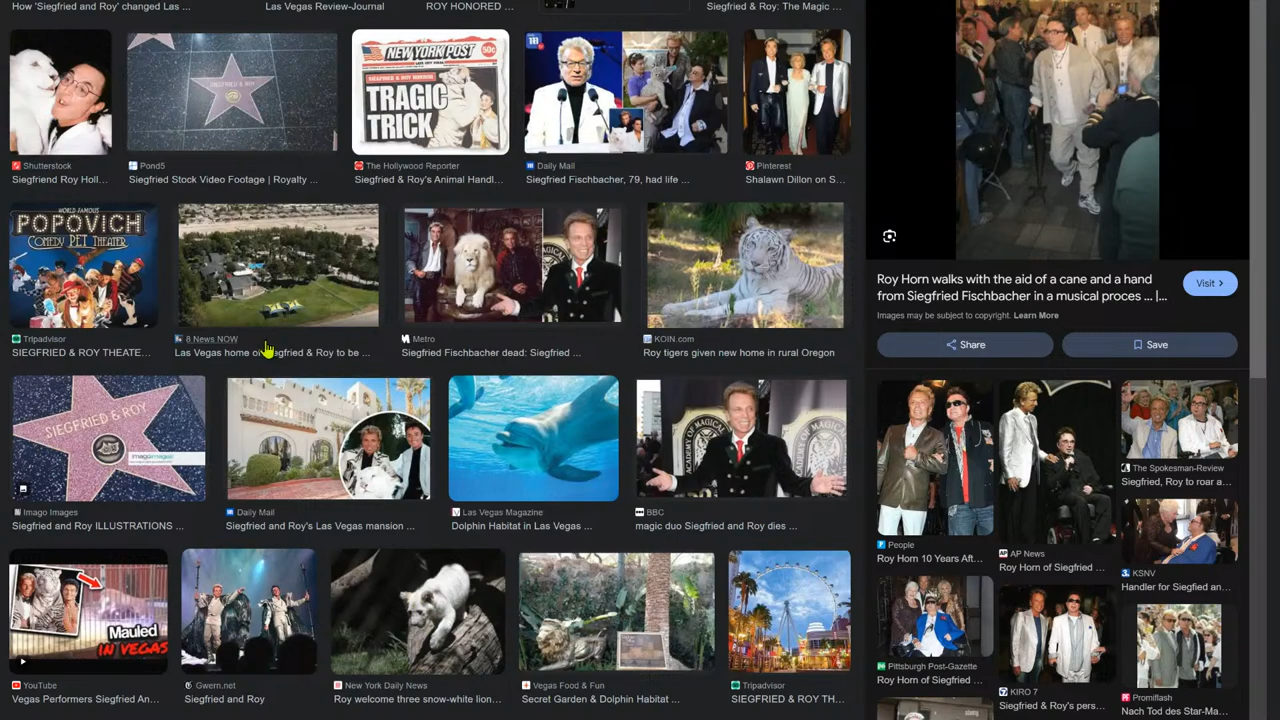 How 'Siegfried and Roy' changed Las ...
Las Vegas Review-Journal
ROY HONORED ...
Siegfried & Roy: The Magic ...
NEW YORK POST
50¢
TRAGIC
TRICK
SIEGFRIED & ROY
Shutterstock
Siegfriend Roy Holl...
Pond5
Siegfried Stock Video Footage | Royalty ...
The Hollywood Reporter
Siegfried & Roy's Animal Handl...
Daily Mail
Siegfried Fischbacher, 79, had life ...
Pinterest
Shalawn Dillon on S...
WORLD FAMOUS
POPOVICH
COMEDY PET THEATER
Tripadvisor
SIEGFRIED & ROY THEATE...
8 News NOW
Las Vegas home o Siegfried & Roy to be ...
Metro
Siegfried Fischbacher dead: Siegfried ...
KOIN.com
Roy tigers given new home in rural Oregon
SIEGFRIED & ROY
imagoimages
Imago Images
Siegfried and Roy ILLUSTRATIONS ...
Daily Mail
Siegfried and Roy's Las Vegas mansion ...
Las Vegas Magazine
Dolphin Habitat in Las Vegas ...
ACADEMY OF MAGICAL
BBC
magic duo Siegfried and Roy dies ...
Mauled
IN VEGAS
YouTube
Vegas Performers Siegfried An...
Gwern.net
Siegfried and Roy
New York Daily News
Roy welcome three snow-white lion...
Vegas Food & Fun
Secret Garden & Dolphin Habitat ...
Tripadvisor
SIEGFRIED & ROY TH...
Roy Horn walks with the aid of a cane and a hand
from Siegfried Fischbacher in a musical proces ... |...
Visit >
Images may be subject to copyright. Learn More
Share
Save
People
Roy Horn 10 Years Aft...
AP News
Roy Horn of Siegfried ...
The Spokesman-Review
Siegfried, Roy to roar a...
KSNV
Handler for Siegfied an...
Pittsburgh Post-Gazette
Roy Horn of Siegfried ...
KIRO 7
Siegfried & Roy's pers...
Promiflash
Nach Tod des Star-Ma...